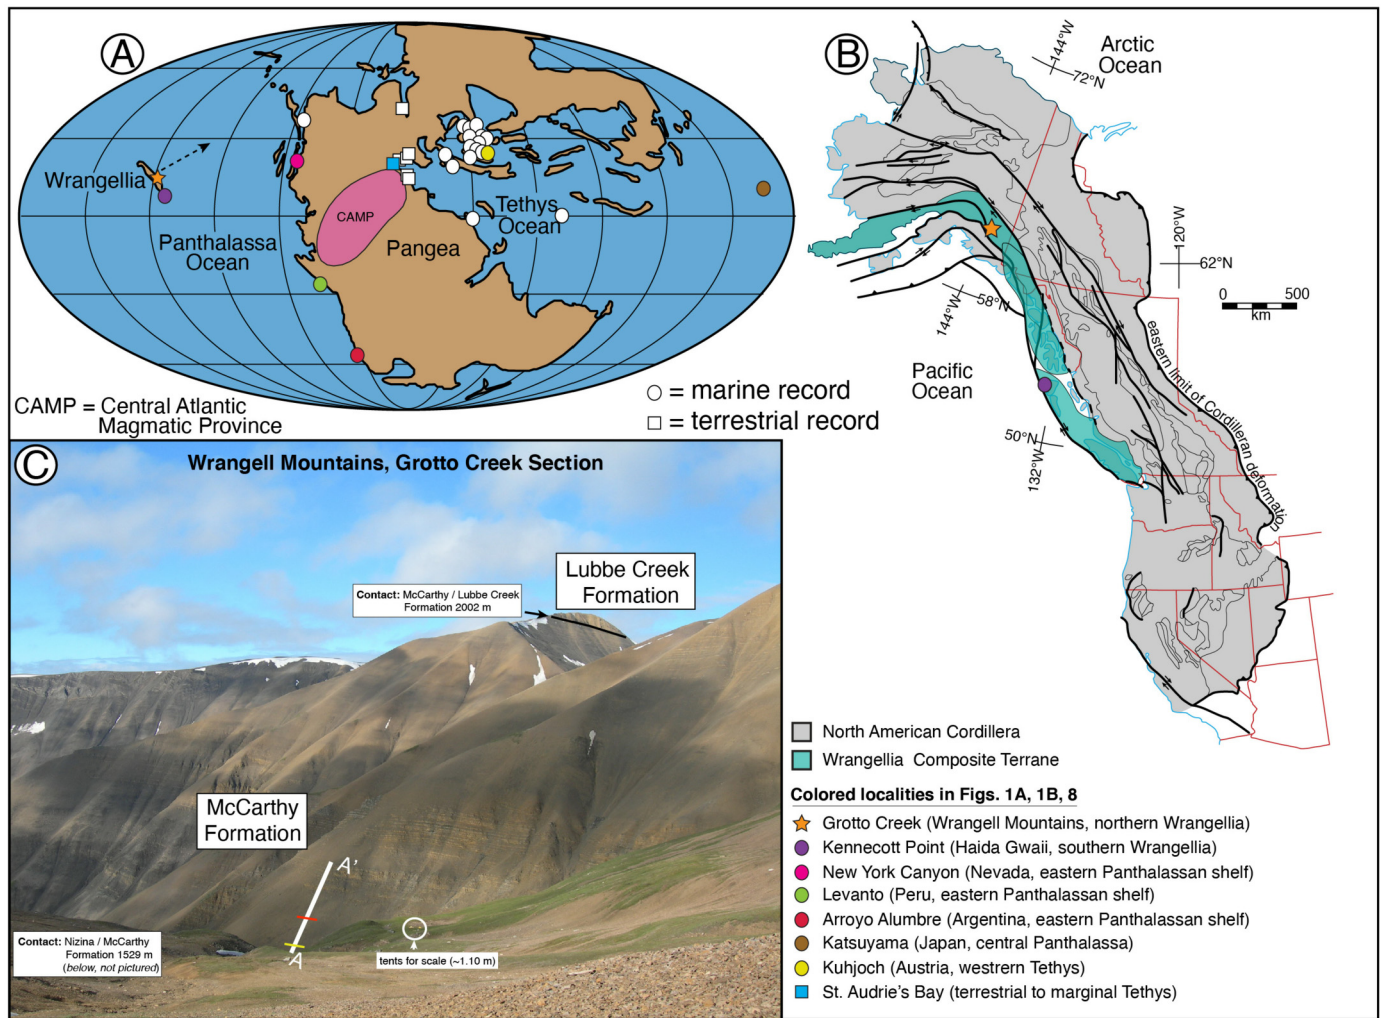 A
Wrangellia
Panthalassa
Ocean
CAMP
Pangea
Tethys
Ocean
CAMP = Central Atlantic
Magmatic Province
= marine record
= terrestrial record
B
Arctic
Ocean
144°W
72°N
120°W
62°N
0 500
km
144°W
58°N
Pacific
Ocean
50°N
132°W
eastern limit of Cordilleran deformation
C
Wrangell Mountains, Grotto Creek Section
Contact: McCarthy / Lubbe Creek
Formation 2002 m
Lubbe Creek
Formation
McCarthy
Formation
A'
A
Contact: Nizina / McCarthy
Formation 1529 m
(below, not pictured)
tents for scale (~1.10 m)
North American Cordillera
Wrangellia Composite Terrane
Colored localities in Figs. 1A, 1B, 8
Grotto Creek (Wrangell Mountains, northern Wrangellia)
Kennecott Point (Haida Gwaii, southern Wrangellia)
New York Canyon (Nevada, eastern Panthalassan shelf)
Levanto (Peru, eastern Panthalassan shelf)
Arroyo Alumbre (Argentina, eastern Panthalassan shelf)
Katsuyama (Japan, central Panthalassa)
Kuhjoch (Austria, westrern Tethys)
St. Audrie's Bay (terrestrial to marginal Tethys)